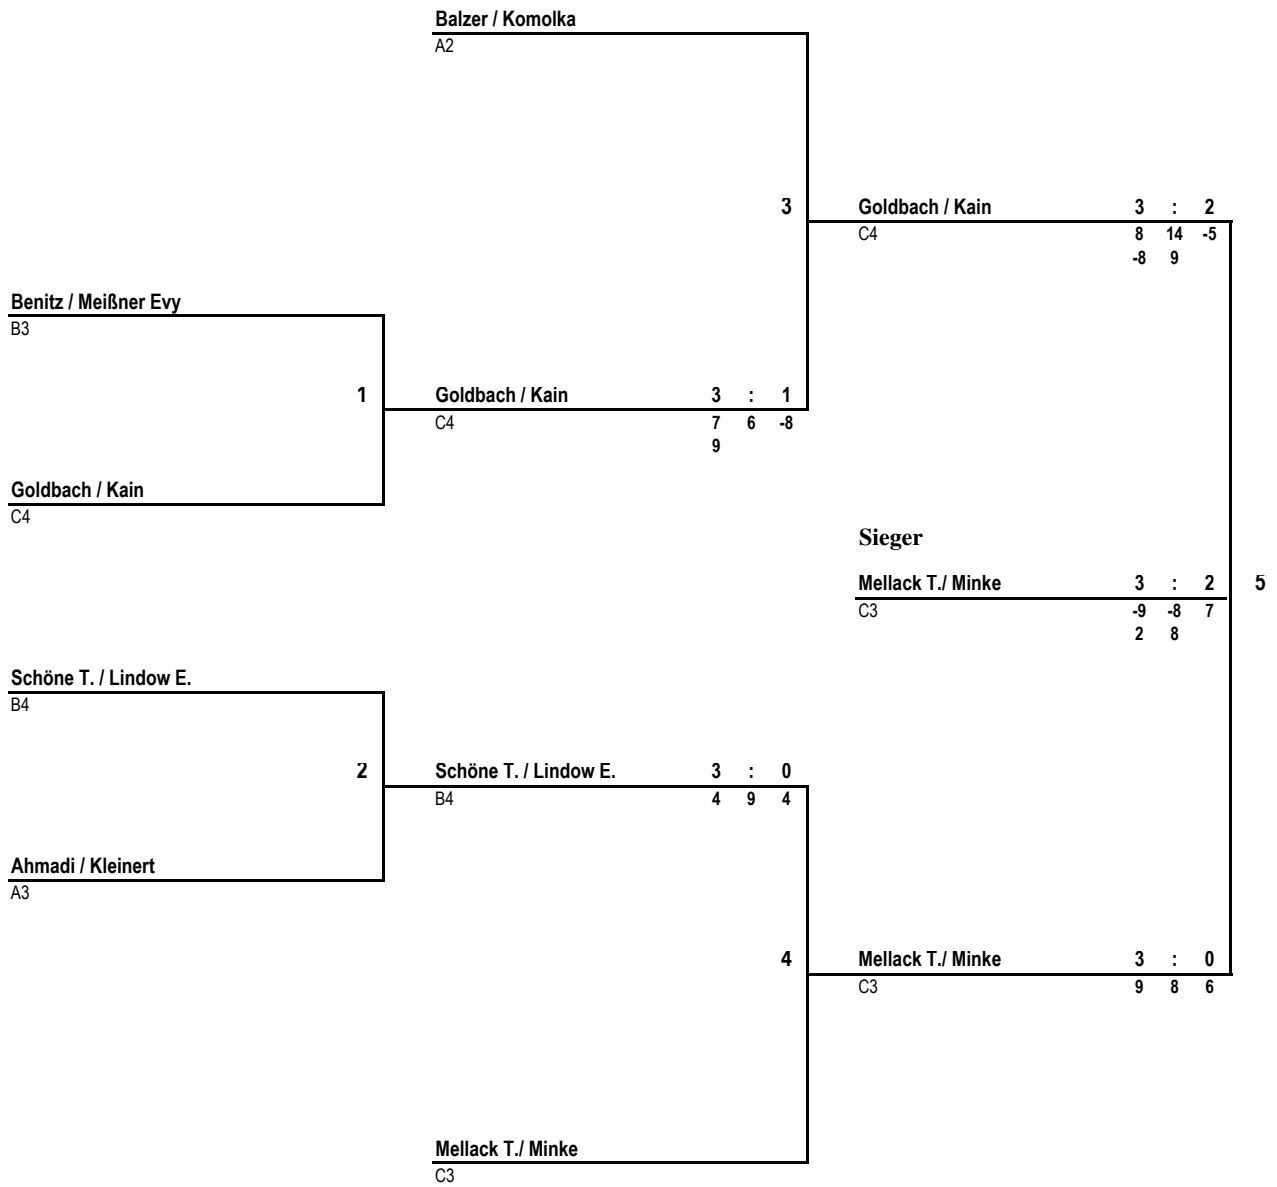 Balzer / Komolka
A2
3 Goldbach / Kain 3 : 2
C4 8 14 -5
-8 9
Benitz / Meißner Evy
B3
1 Goldbach / Kain 3 : 1
C4 7 6 -8
9
Goldbach / Kain
C4
Sieger
Mellack T./ Minke 3 : 2 5
C3 -9 -8 7
2 8
Schöne T. / Lindow E.
B4
2 Schöne T. / Lindow E. 3 : 0
B4 4 9 4
Ahmadi / Kleinert
A3
4 Mellack T./ Minke 3 : 0
C3 9 8 6
Mellack T./ Minke
C3